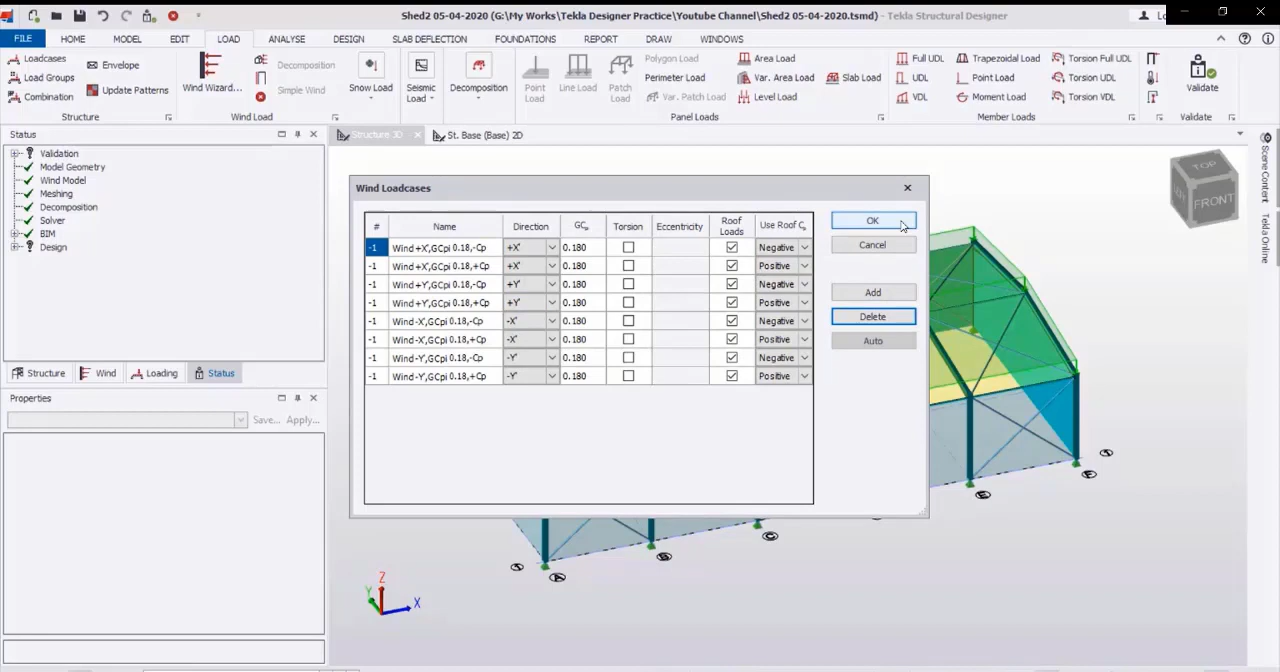 Shed2 05-04-2020 (G:\My Works\Tekla Designer Practice\Youtube Channel\Shed2 05-04-2020.tsmd) - Tekla Structural Designer
FILE HOME MODEL EDIT LOAD ANALYSE DESIGN SLAB DEFLECTION FOUNDATIONS REPORT DRAW WINDOWS
Loadcases
Load Groups
Combination
Envelope
Update Patterns
Structure
Wind Wizard...
Decomposition
Simple Wind
Wind Load
Snow Load
Seismic Load
Decomposition
Point Load
Line Load
Patch Load
Polygon Load
Perimeter Load
Var. Patch Load
Area Load
Var. Area Load
Level Load
Slab Load
Panel Loads
Full UDL
UDL
VDL
Trapezoidal Load
Point Load
Moment Load
Torsion Full UDL
Torsion UDL
Torsion VDL
Member Loads
Validate
Validate
Status
Structure 3D
St. Base (Base) 2D
Validation
Model Geometry
Wind Model
Meshing
Decomposition
Solver
BIM
Design
Structure Wind Loading Status
Properties
Save... Apply...
Wind Loadcases
# Name Direction GCpi Torsion Eccentricity Roof Loads Use Roof Cp
-1 Wind +X',GCpi 0.18,-Cp +X' 0.180 Negative
-1 Wind +X',GCpi 0.18,+Cp +X' 0.180 Positive
-1 Wind +Y',GCpi 0.18,-Cp +Y' 0.180 Negative
-1 Wind +Y',GCpi 0.18,+Cp +Y' 0.180 Positive
-1 Wind -X',GCpi 0.18,-Cp -X' 0.180 Negative
-1 Wind -X',GCpi 0.18,+Cp -X' 0.180 Positive
-1 Wind -Y',GCpi 0.18,-Cp -Y' 0.180 Negative
-1 Wind -Y',GCpi 0.18,+Cp -Y' 0.180 Positive
OK
Cancel
Add
Delete
Auto
TOP
FRONT
Scene Content
Tekla Online
A
B
C
E
F
Z
Y
X